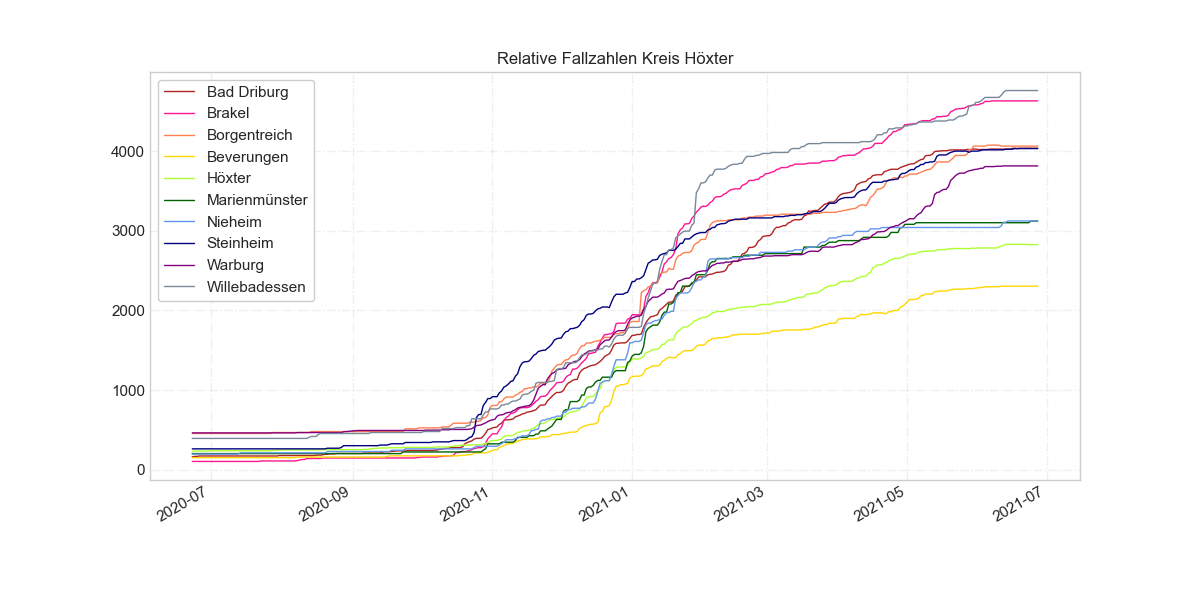 Relative Fallzahlen Kreis Höxter
Bad Driburg
Brakel
Borgentreich
Beverungen
Höxter
Marienmünster
Nieheim
Steinheim
Warburg
Willebadessen
4000
3000
2000
1000
0
2020-07
2020-09
2020-11
2021-01
2021-03
2021-05
2021-07